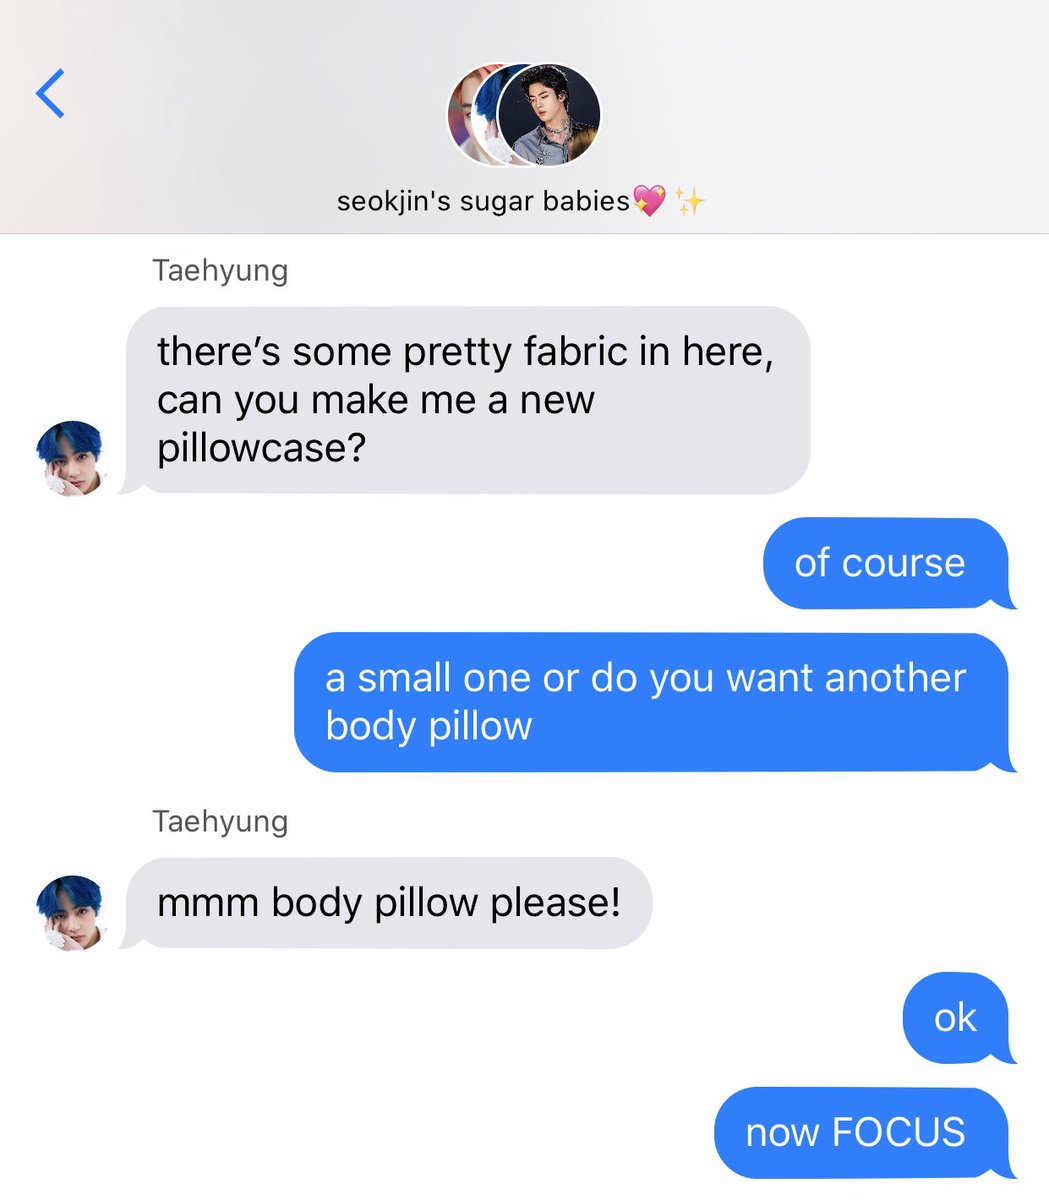 seokjin's sugar babies💖✨
Taehyung
there’s some pretty fabric in here,
can you make me a new
pillowcase?
of course
a small one or do you want another
body pillow
Taehyung
mmm body pillow please!
ok
now FOCUS